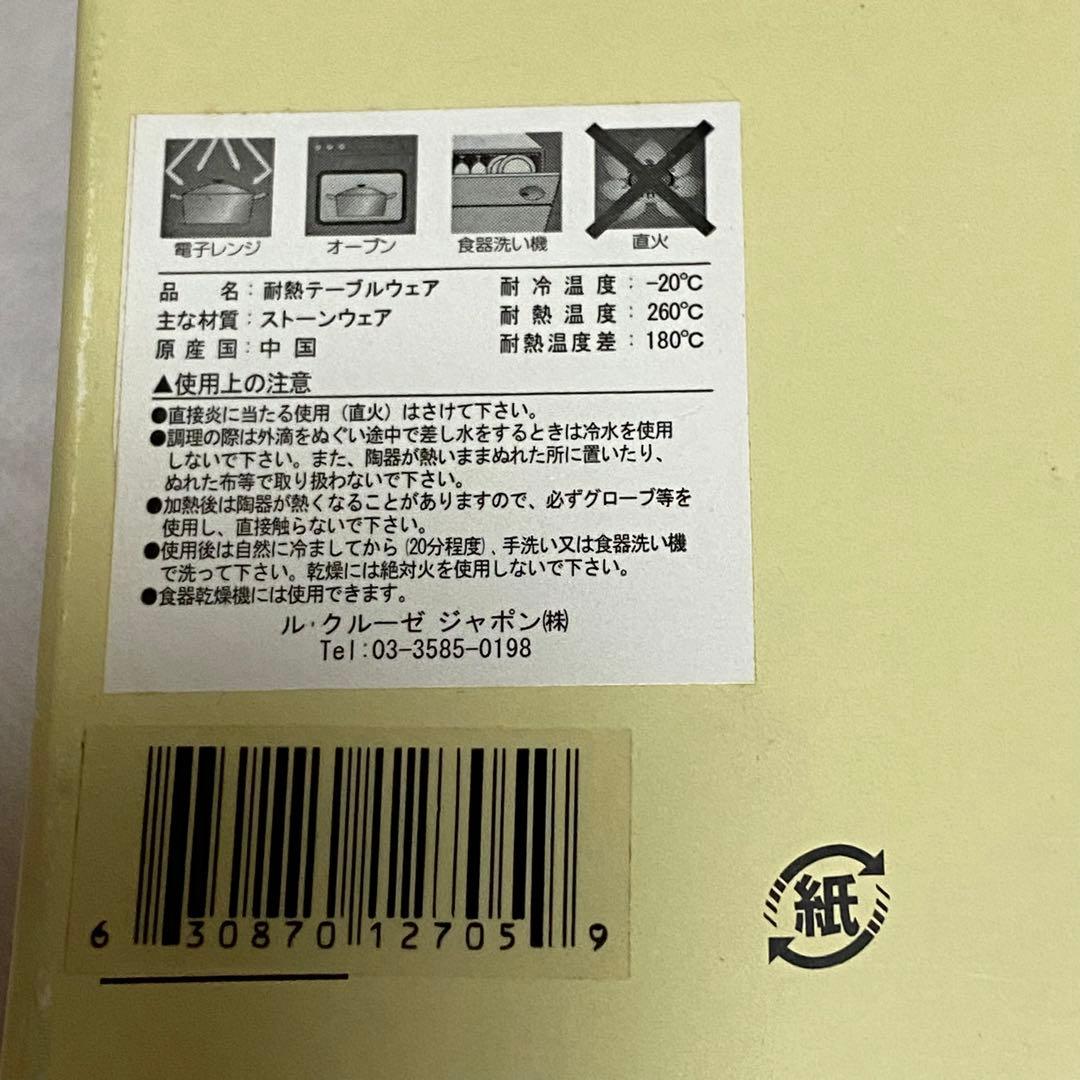 電子レンジ オーブン 食器洗い機 直火
品　名：耐熱テーブルウェア 耐冷温度：-20℃
主な材質：ストーンウェア 耐熱温度：260℃
原産国：中国 耐熱温度差：180℃
▲使用上の注意
●直接炎に当たる使用（直火）はさけて下さい。
●調理の際は外滴をぬぐい途中で差し水をするときは冷水を使用
しないで下さい。また、陶器が熱いままぬれた所に置いたり、
ぬれた布等で取り扱わないで下さい。
●加熱後は陶器が熱くなることがありますので、必ずグローブ等を
使用し、直接触らないで下さい。
●使用後は自然に冷ましてから(20分程度)、手洗い又は食器洗い機
で洗って下さい。乾燥には絶対火を使用しないで下さい。
●食器乾燥機には使用できます。
ル・クルーゼ ジャポン㈱
Tel:03-3585-0198
6 30870 12705 9
紙